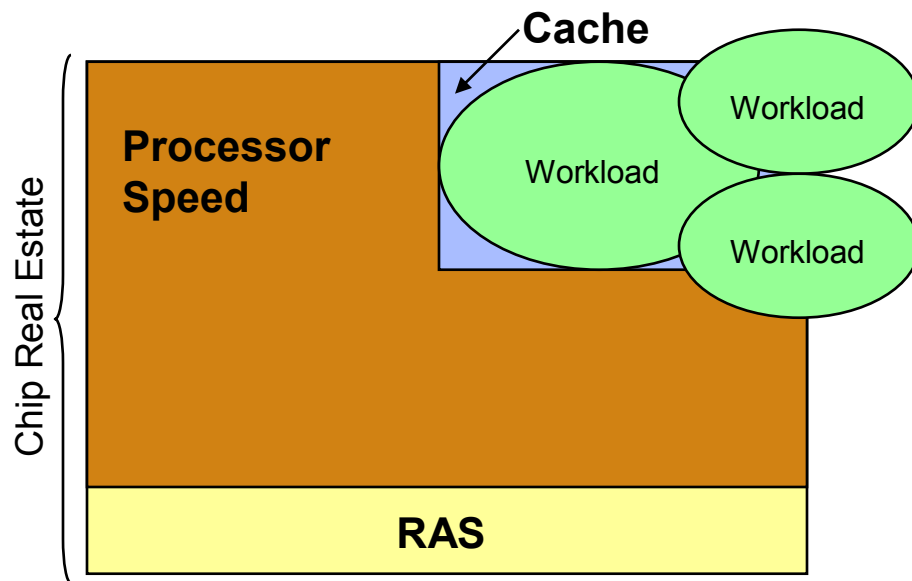 Cache
Processor
Speed
Workload
Workload
Workload
Chip Real Estate
RAS